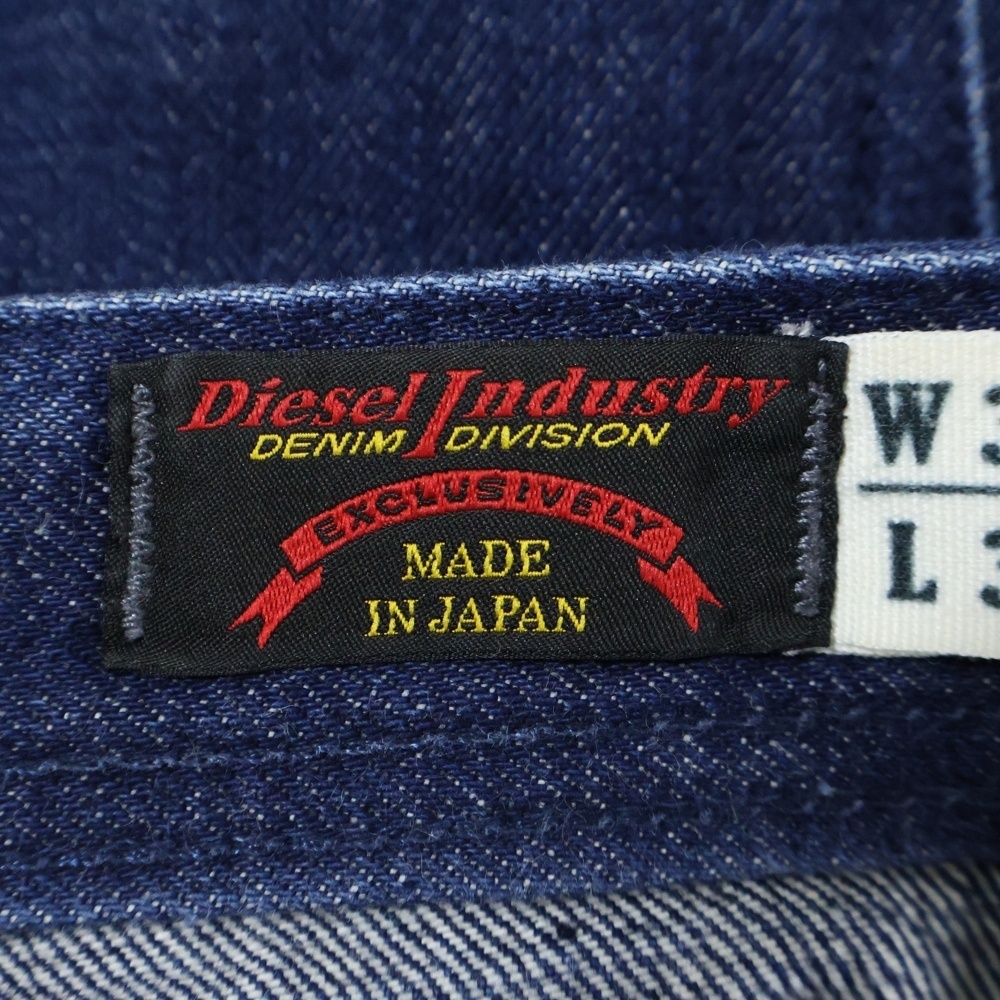 Diesel Industry
DENIM DIVISION
EXCLUSIVELY
MADE
IN JAPAN
W 3
L 3